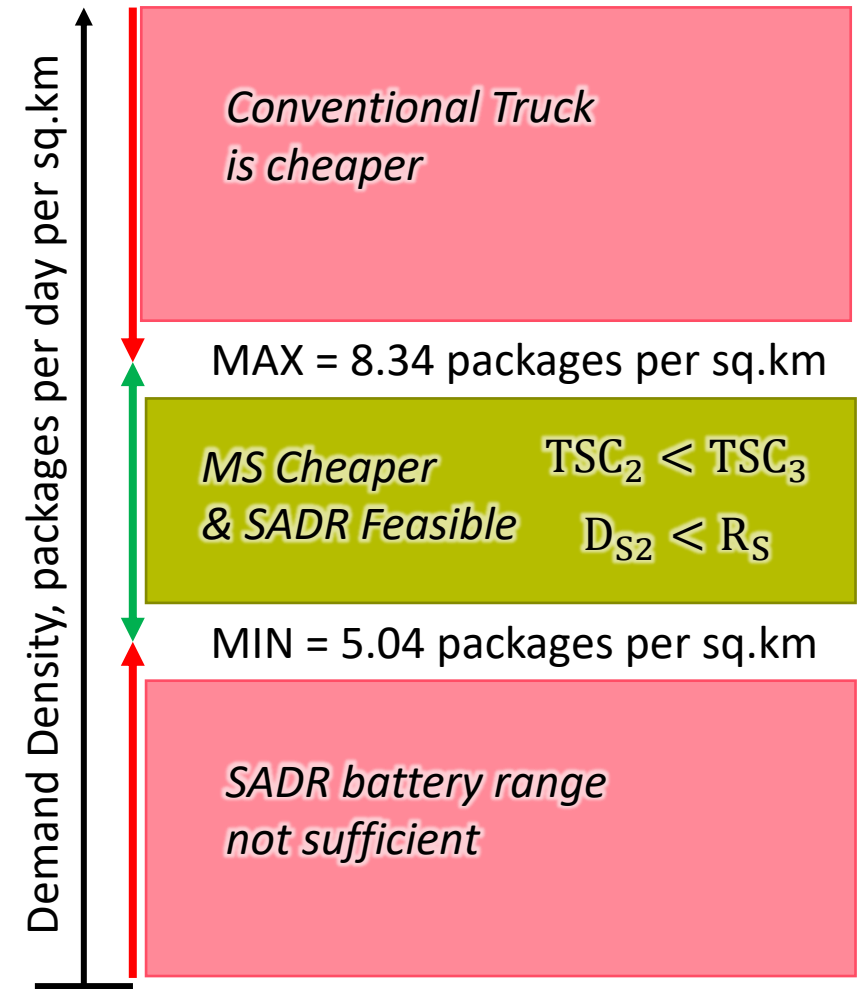 Demand Density, packages per day per sq.km
Conventional Truck
is cheaper
MAX = 8.34 packages per sq.km
MS Cheaper
& SADR Feasible
TSC₂ < TSC₃
D_S2 < R_S
MIN = 5.04 packages per sq.km
SADR battery range
not sufficient